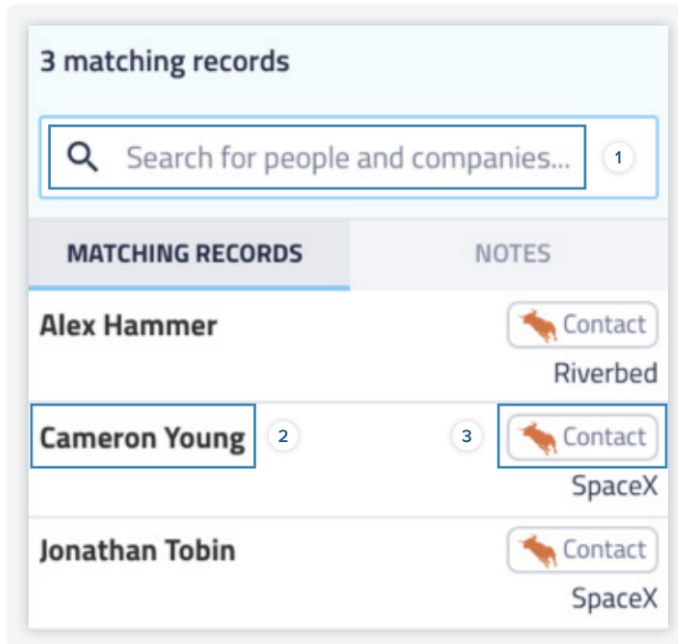 3 matching records
Search for people and companies... 1
MATCHING RECORDS NOTES
Alex Hammer Contact
Riverbed
Cameron Young 2 3 Contact
SpaceX
Jonathan Tobin Contact
SpaceX